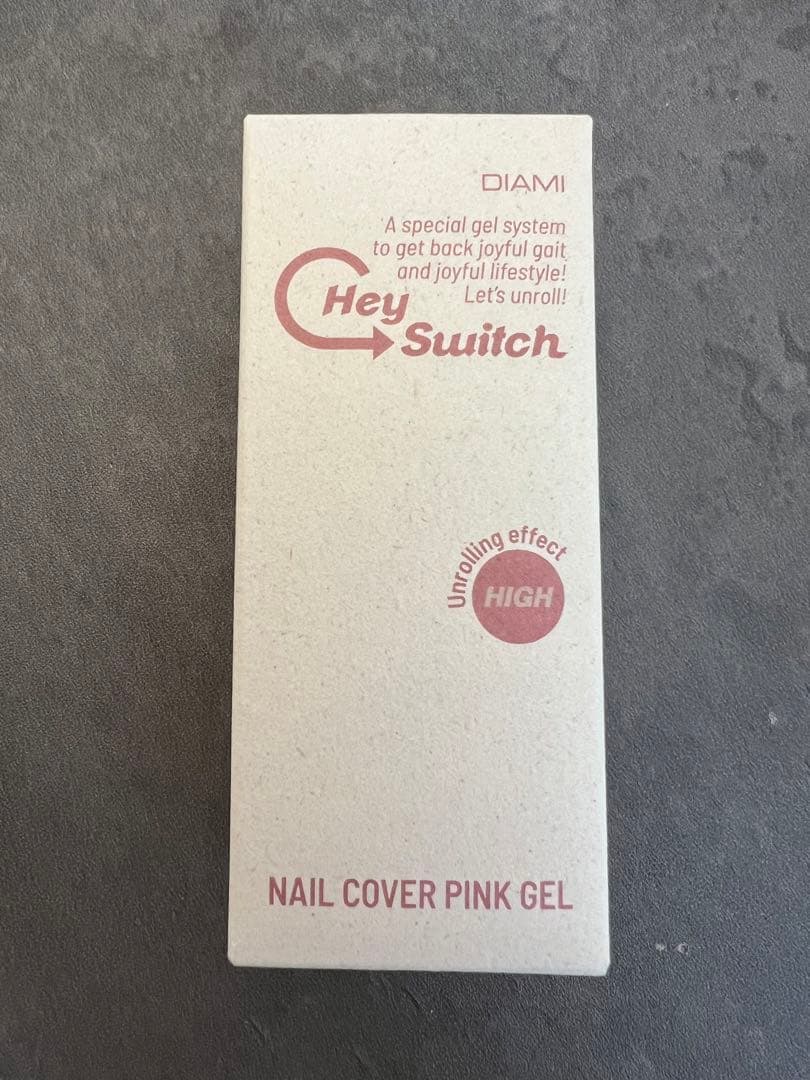 DIAMI
A special gel system
to get back joyful gait
and joyful lifestyle!
Let's unroll!
Hey
Switch
Unrolling effect
HIGH
NAIL COVER PINK GEL